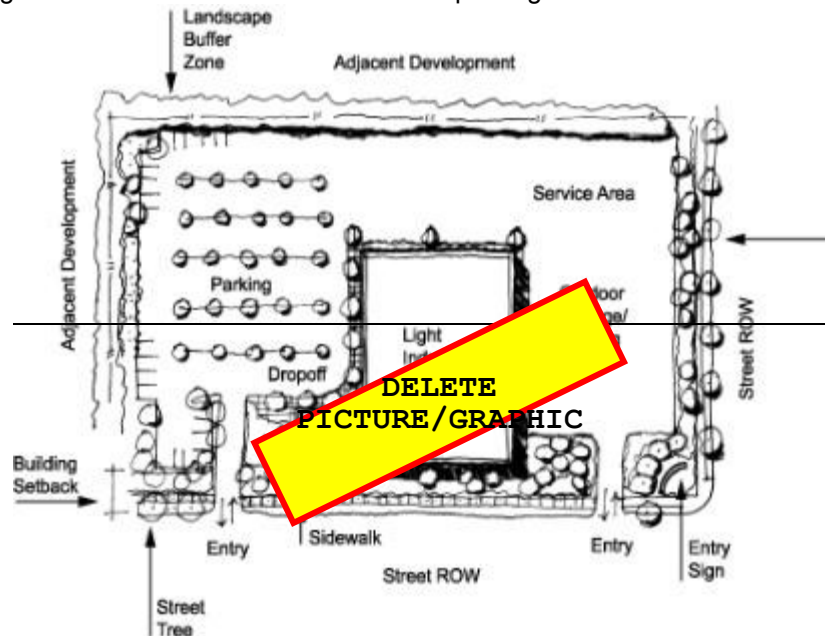 Landscape
Buffer
Zone
Adjacent Development
Adjacent Development
Service Area
Parking
Light
Dropoff
DELETE
PICTURE/GRAPHIC
Street ROW
Building
Setback
Entry
Sidewalk
Street ROW
Entry
Entry
Sign
Street
Tree